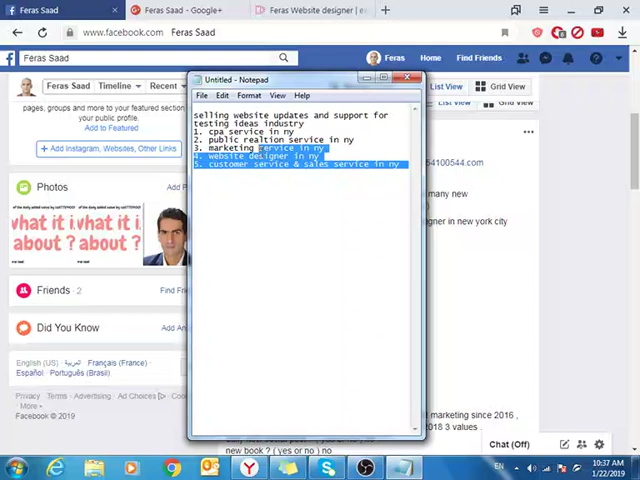 Feras Saad
Feras Saad - Google+
Feras Website designer | e
www.facebook.com Feras Saad
Feras Saad
Feras Home Find Friends
Feras Saad Timeline Recent
List View Grid View
Untitled - Notepad
File Edit Format View Help
selling website updates and support for
testing ideas industry
1. cpa service in ny
2. public realtion service in ny
3. marketing service in ny
4. website designer in ny
5. customer service & sales service in ny
pages, groups and more to your featured section
Add to Featured
+ Add Instagram, Websites, Other Links
Photos
what it i what it i
about ? about ?
Friends · 2
Find Frie
Did You Know
Add An
English (US) · العربية · Français (France) ·
Español · Português (Brasil)
Privacy · Terms · Advertising · Ad Choices ·
More
Facebook © 2019
54100544.com
many new
igner in new york city
marketing since 2016 ,
2018 3 values .
new book ? ( yes or no ) no
Chat (Off)
EN
10:37 AM
1/22/2019